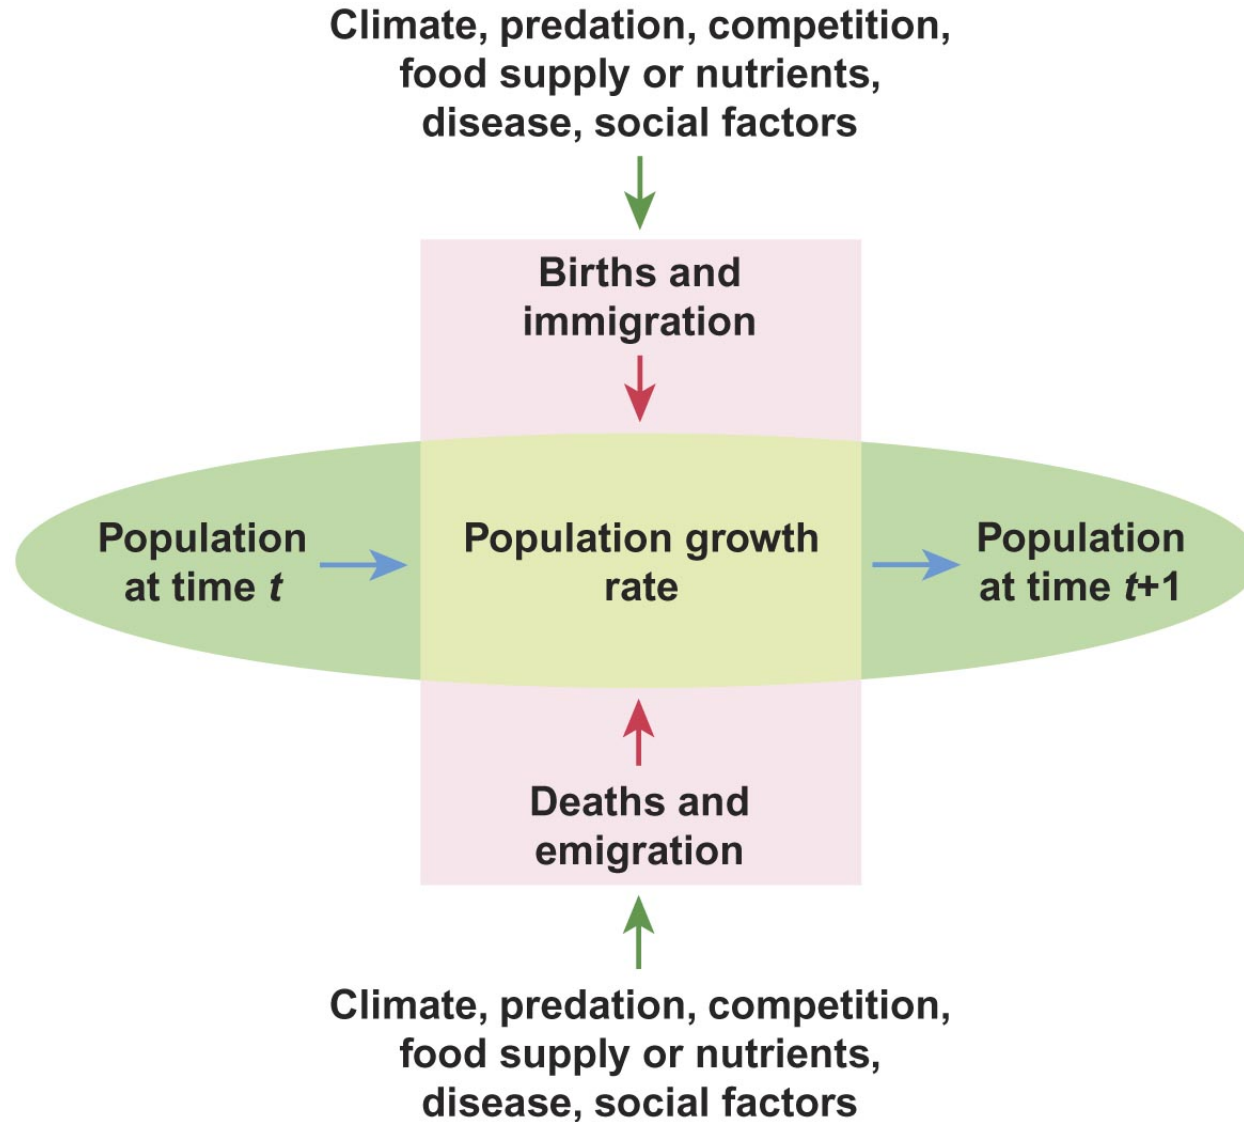 Climate, predation, competition,
food supply or nutrients,
disease, social factors
Births and
immigration
Population
at time t
Population growth
rate
Population
at time t+1
Deaths and
emigration
Climate, predation, competition,
food supply or nutrients,
disease, social factors